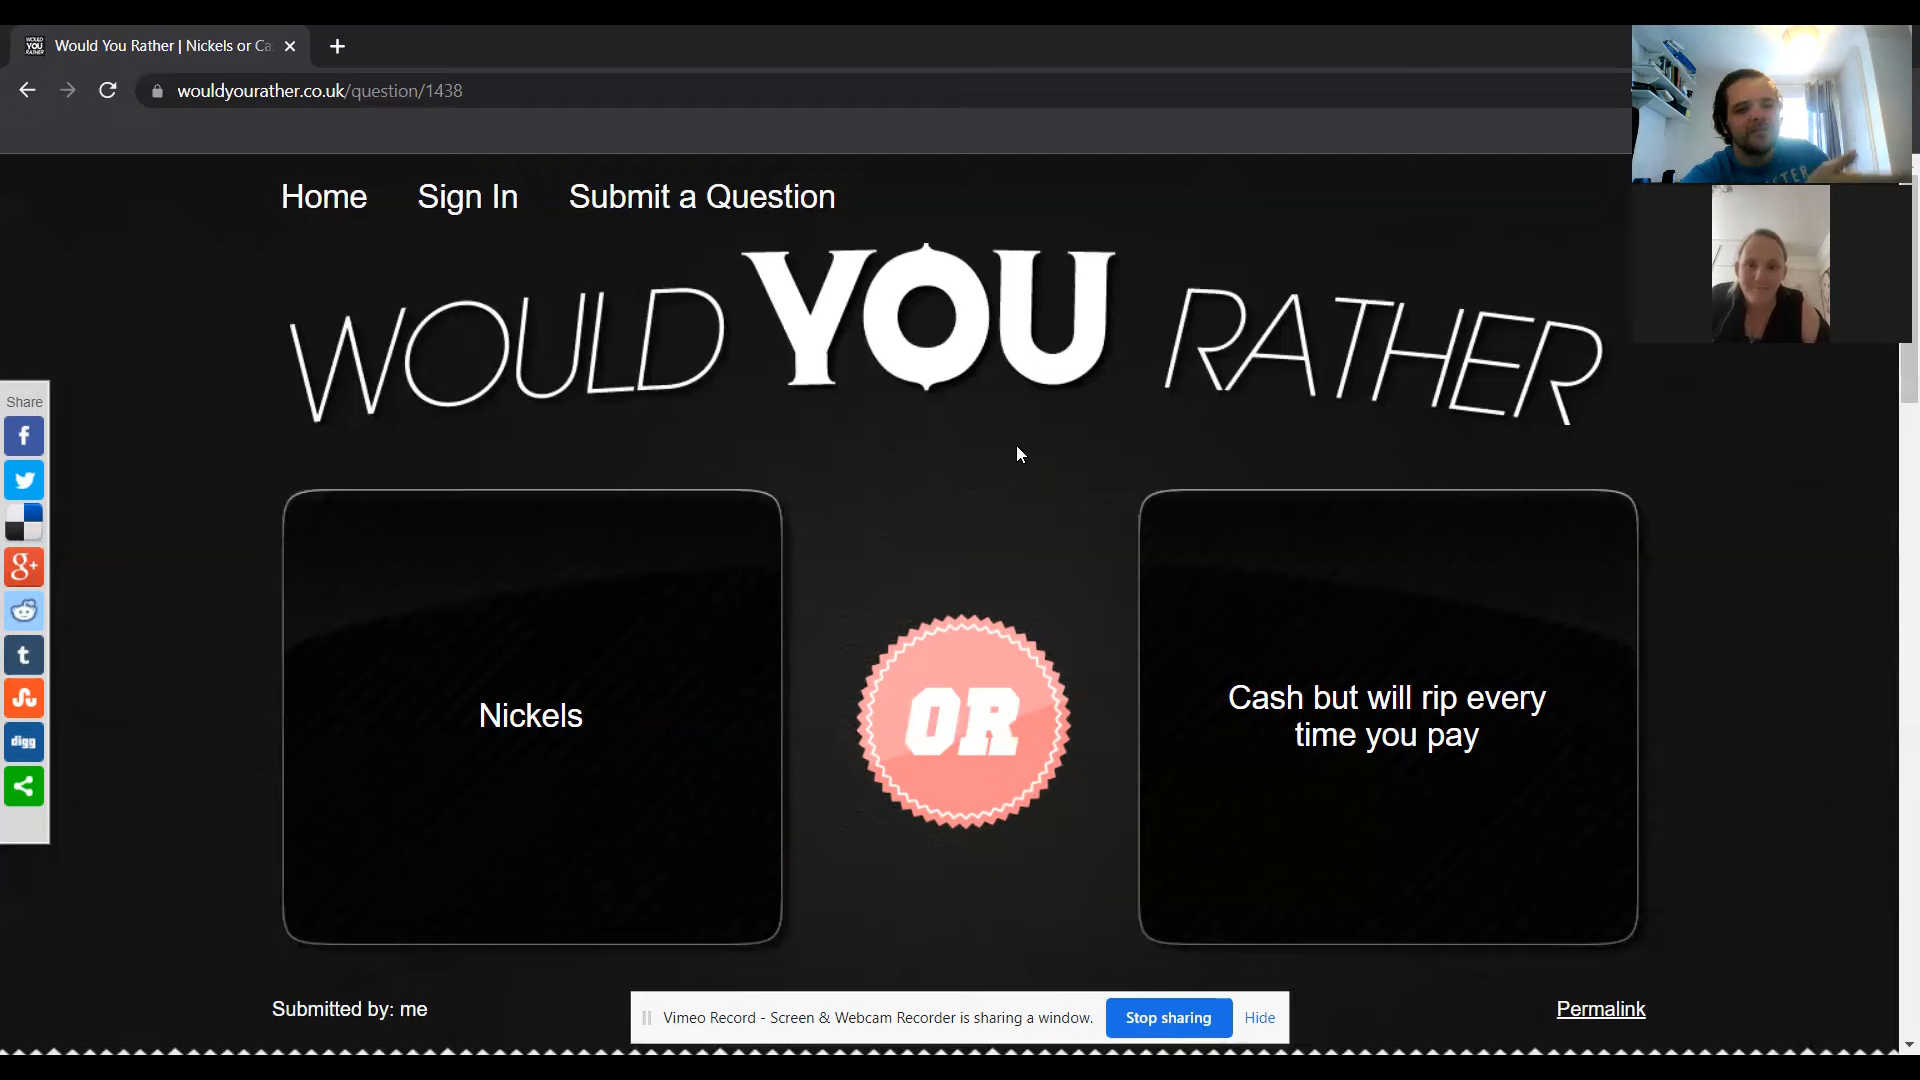 Would You Rather | Nickels or Ca
wouldyourather.co.uk/question/1438
Home Sign In Submit a Question
WOULD YOU RATHER
Share
Nickels
OR
Cash but will rip every
time you pay
digg
Submitted by: me
Vimeo Record - Screen & Webcam Recorder is sharing a window. Stop sharing Hide
Permalink